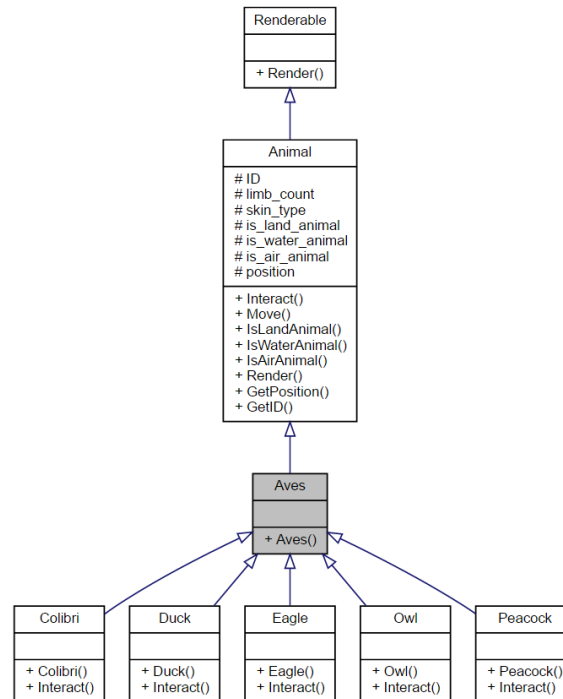 Renderable
+ Render()
Animal
# ID
# limb_count
# skin_type
# is_land_animal
# is_water_animal
# is_air_animal
# position
+ Interact()
+ Move()
+ IsLandAnimal()
+ IsWaterAnimal()
+ IsAirAnimal()
+ Render()
+ GetPosition()
+ GetID()
Aves
+ Aves()
Colibri
+ Colibri()
+ Interact()
Duck
+ Duck()
+ Interact()
Eagle
+ Eagle()
+ Interact()
Owl
+ Owl()
+ Interact()
Peacock
+ Peacock()
+ Interact()